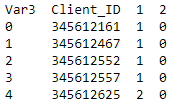 Var3 Client_ID 1 2
0 345612161 1 0
1 345612467 1 0
2 345612552 1 0
3 345612557 1 0
4 345612625 2 0